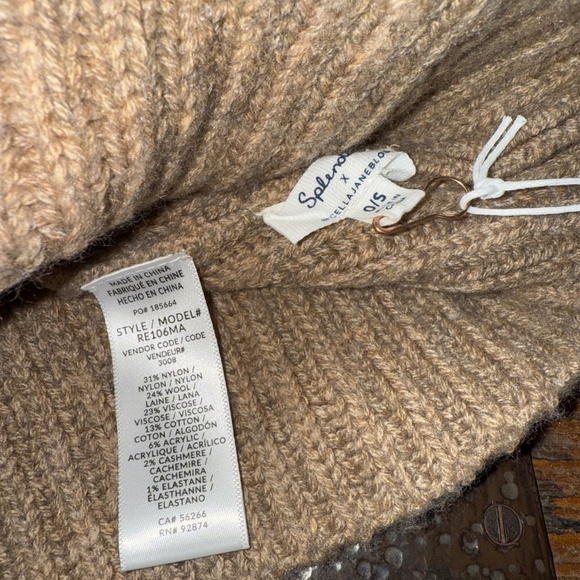 Splend
X
CELLAJANEBLO
O/S
MADE IN CHINA
FABRIQUÉ EN CHINE
HECHO EN CHINA
PO# 185664
STYLE / MODEL#
RE106MA
VENDOR CODE / CODE
VENDEUR#
3008
31% NYLON /
NYLON / NYLON
24% WOOL /
LAINE / LANA
23% VISCOSE /
VISCOSE / VISCOSA
13% COTTON /
COTON / ALGODÓN
6% ACRYLIC /
ACRYLIQUE / ACRÍLICO
2% CASHMERE /
CACHEMIRE /
CACHEMIRA
1% ELASTANE /
ÉLASTHANNE /
ELASTANO
CA# 56266
RN# 92874